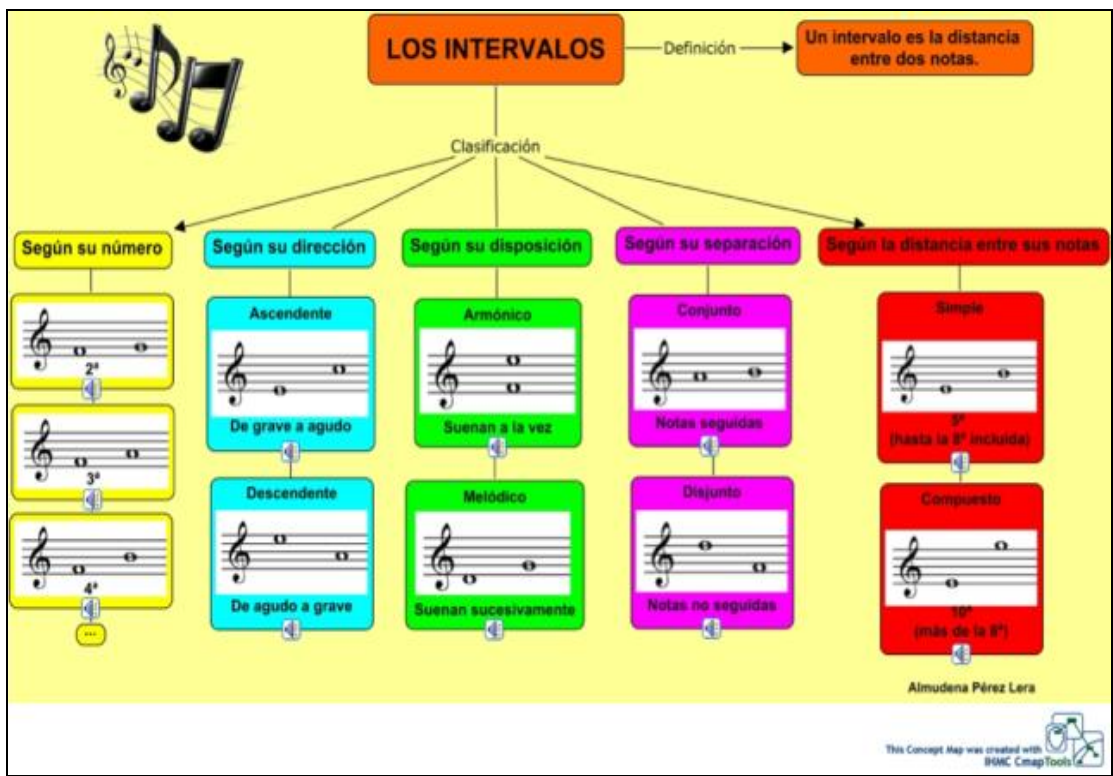 LOS INTERVALOS
Definición
Un intervalo es la distancia
entre dos notas.
Clasificación
Según su número
2ª
3ª
4ª
...
Según su dirección
Ascendente
De grave a agudo
Descendente
De agudo a grave
Según su disposición
Armónico
Suenan a la vez
Melódico
Suenan sucesivamente
Según su separación
Conjunto
Notas seguidas
Disjunto
Notas no seguidas
Según la distancia entre sus notas
Simple
5ª
(hasta la 8ª incluida)
Compuesto
10ª
(más de la 8ª)
Almudena Pérez Lera
This Concept Map was created with
IHMC CmapTools